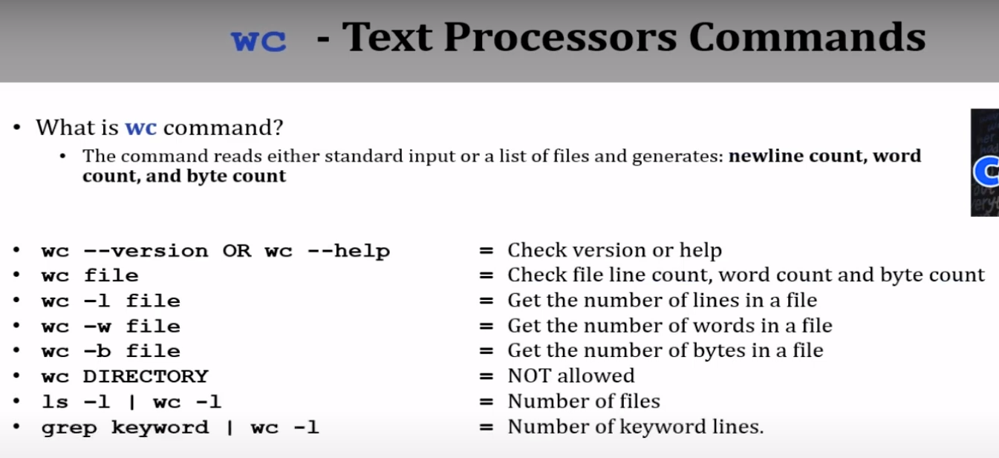 wc - Text Processors Commands
• What is wc command?
• The command reads either standard input or a list of files and generates: newline count, word
count, and byte count
• wc --version OR wc --help = Check version or help
• wc file = Check file line count, word count and byte count
• wc -l file = Get the number of lines in a file
• wc -w file = Get the number of words in a file
• wc -b file = Get the number of bytes in a file
• wc DIRECTORY = NOT allowed
• ls -l | wc -l = Number of files
• grep keyword | wc -l = Number of keyword lines.